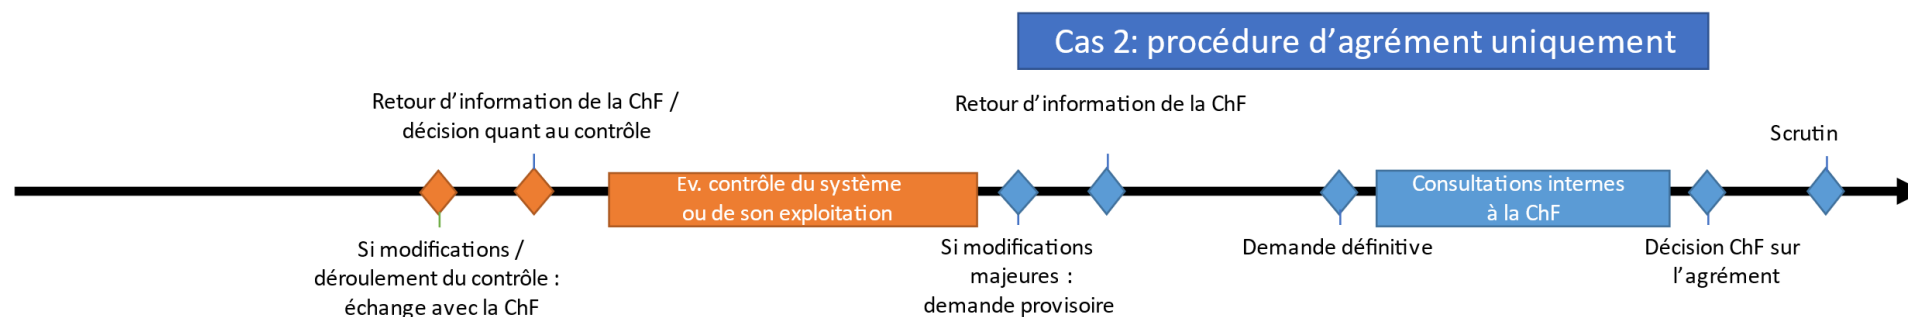 Cas 2: procédure d’agrément uniquement
Retour d’information de la ChF /
décision quant au contrôle
Retour d’information de la ChF
Scrutin
Ev. contrôle du système
ou de son exploitation
Consultations internes
à la ChF
Si modifications /
déroulement du contrôle :
échange avec la ChF
Si modifications
majeures :
demande provisoire
Demande définitive
Décision ChF sur
l’agrément